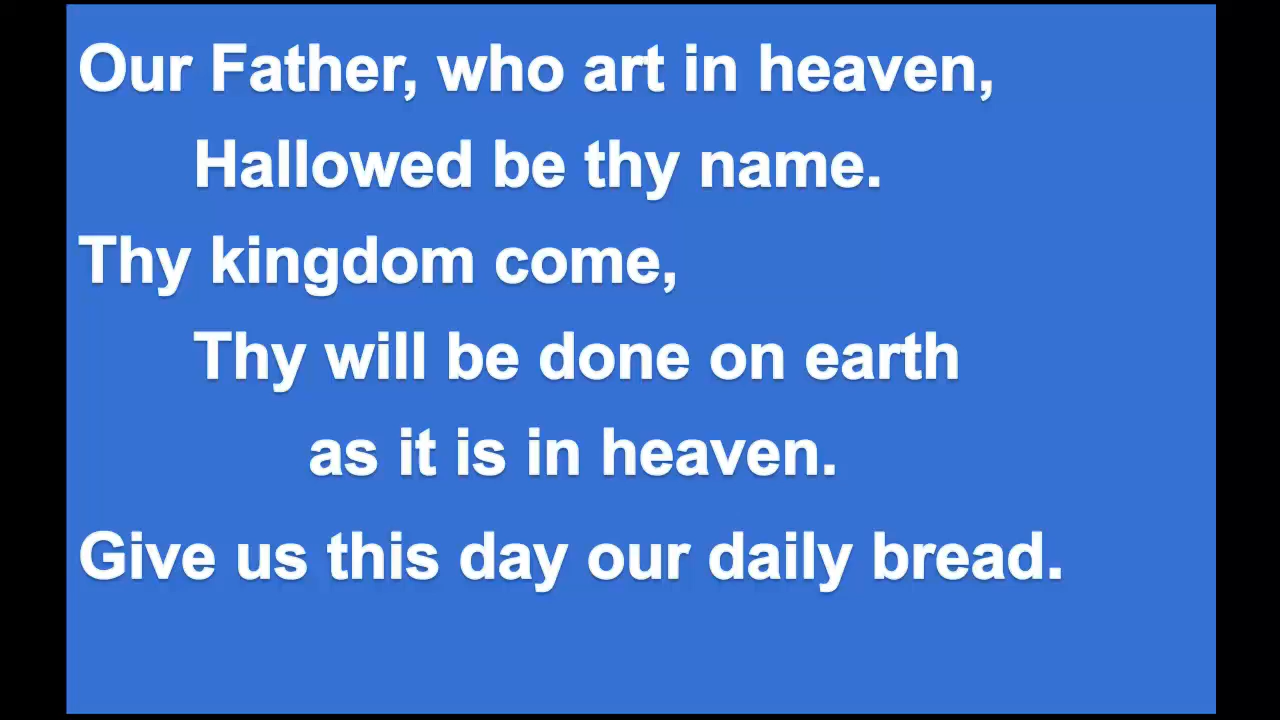 Our Father, who art in heaven,
Hallowed be thy name.
Thy kingdom come,
Thy will be done on earth
as it is in heaven.
Give us this day our daily bread.